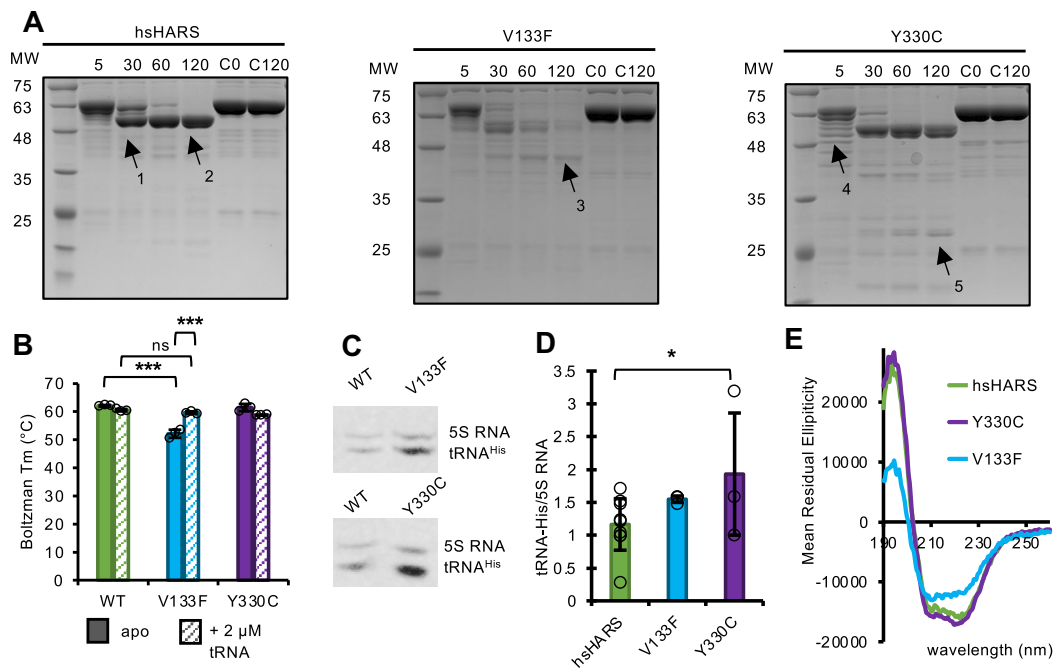 A
hsHARS
MW 5 30 60 120 C0 C120
75
63
48
35
25
1
2
V133F
MW 5 30 60 120 C0 C120
75
63
48
35
25
3
Y330C
MW 5 30 60 120 C0 C120
75
63
48
35
25
4
5
B
***
ns
***
Boltzman Tm (°C)
70
60
50
40
30
20
10
0
WT V133F Y330C
apo
+ 2 µM
tRNA
C
WT V133F
5S RNA
tRNAHis
WT Y330C
5S RNA
tRNAHis
D
*
tRNA-His/5S RNA
3.5
3
2.5
2
1.5
1
0.5
0
hsHARS V133F Y330C
E
Mean Residual Ellipticity
20000
10000
0
-10000
-20000
190 210 230 250
hsHARS
Y330C
V133F
wavelength (nm)